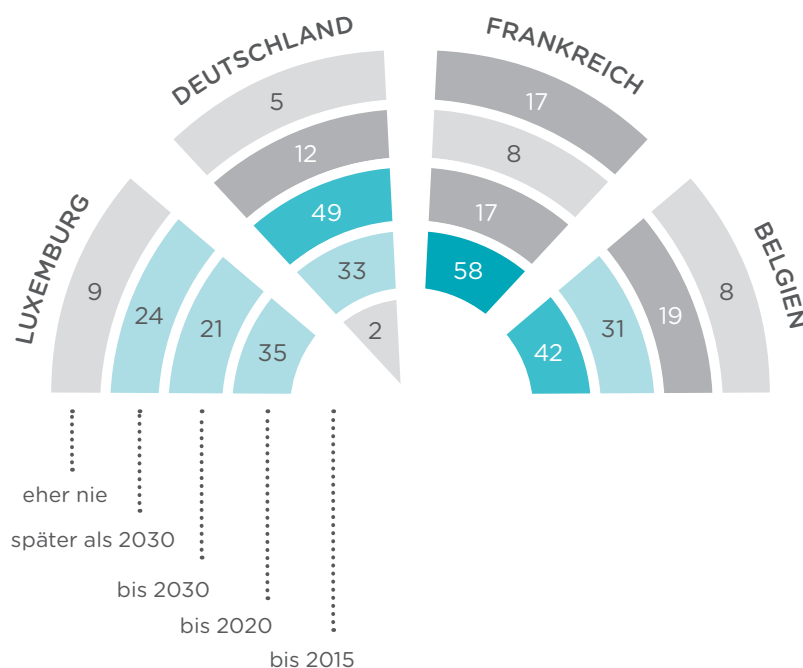 DEUTSCHLAND
FRANKREICH
LUXEMBURG
BELGIEN
5
12
49
33
2
17
8
17
58
9
24
21
35
42
31
19
8
eher nie
später als 2030
bis 2030
bis 2020
bis 2015